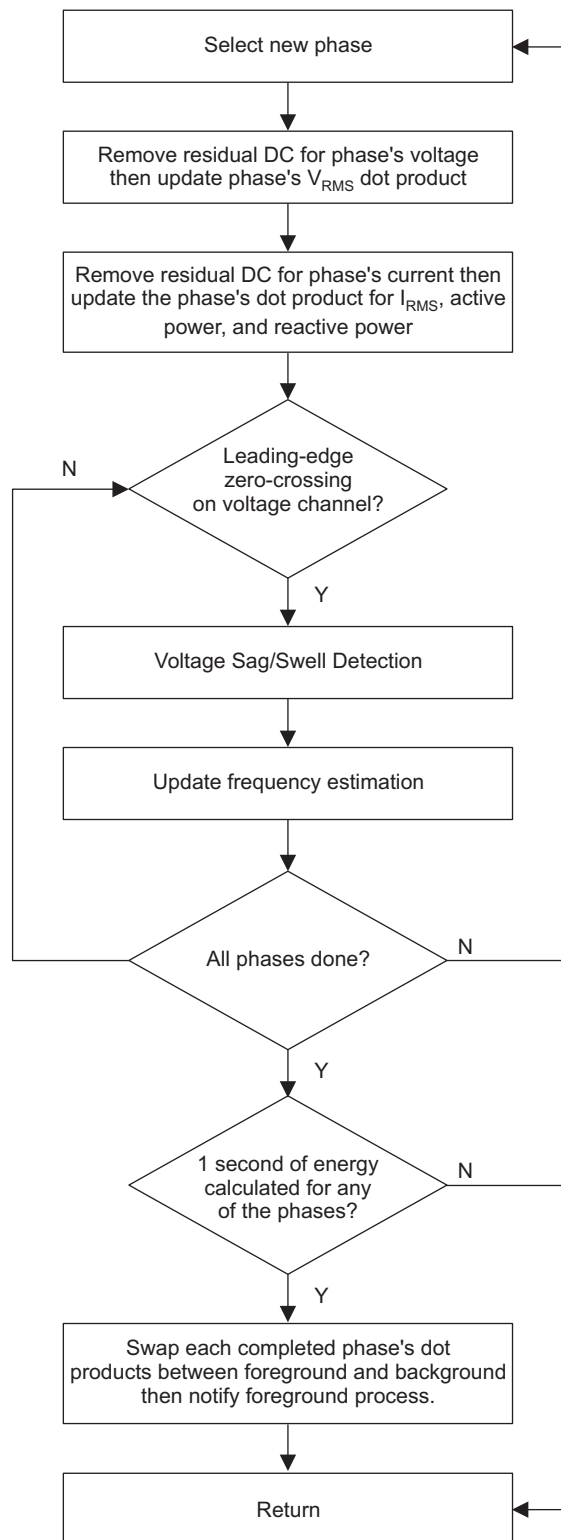 Select new phase
Remove residual DC for phase's voltage
then update phase's VRMS dot product
Remove residual DC for phase's current then
update the phase's dot product for IRMS, active
power, and reactive power
N
Leading-edge
zero-crossing
on voltage channel?
Y
Voltage Sag/Swell Detection
Update frequency estimation
All phases done?
N
Y
1 second of energy
calculated for any
of the phases?
N
Y
Swap each completed phase's dot
products between foreground and background
then notify foreground process.
Return